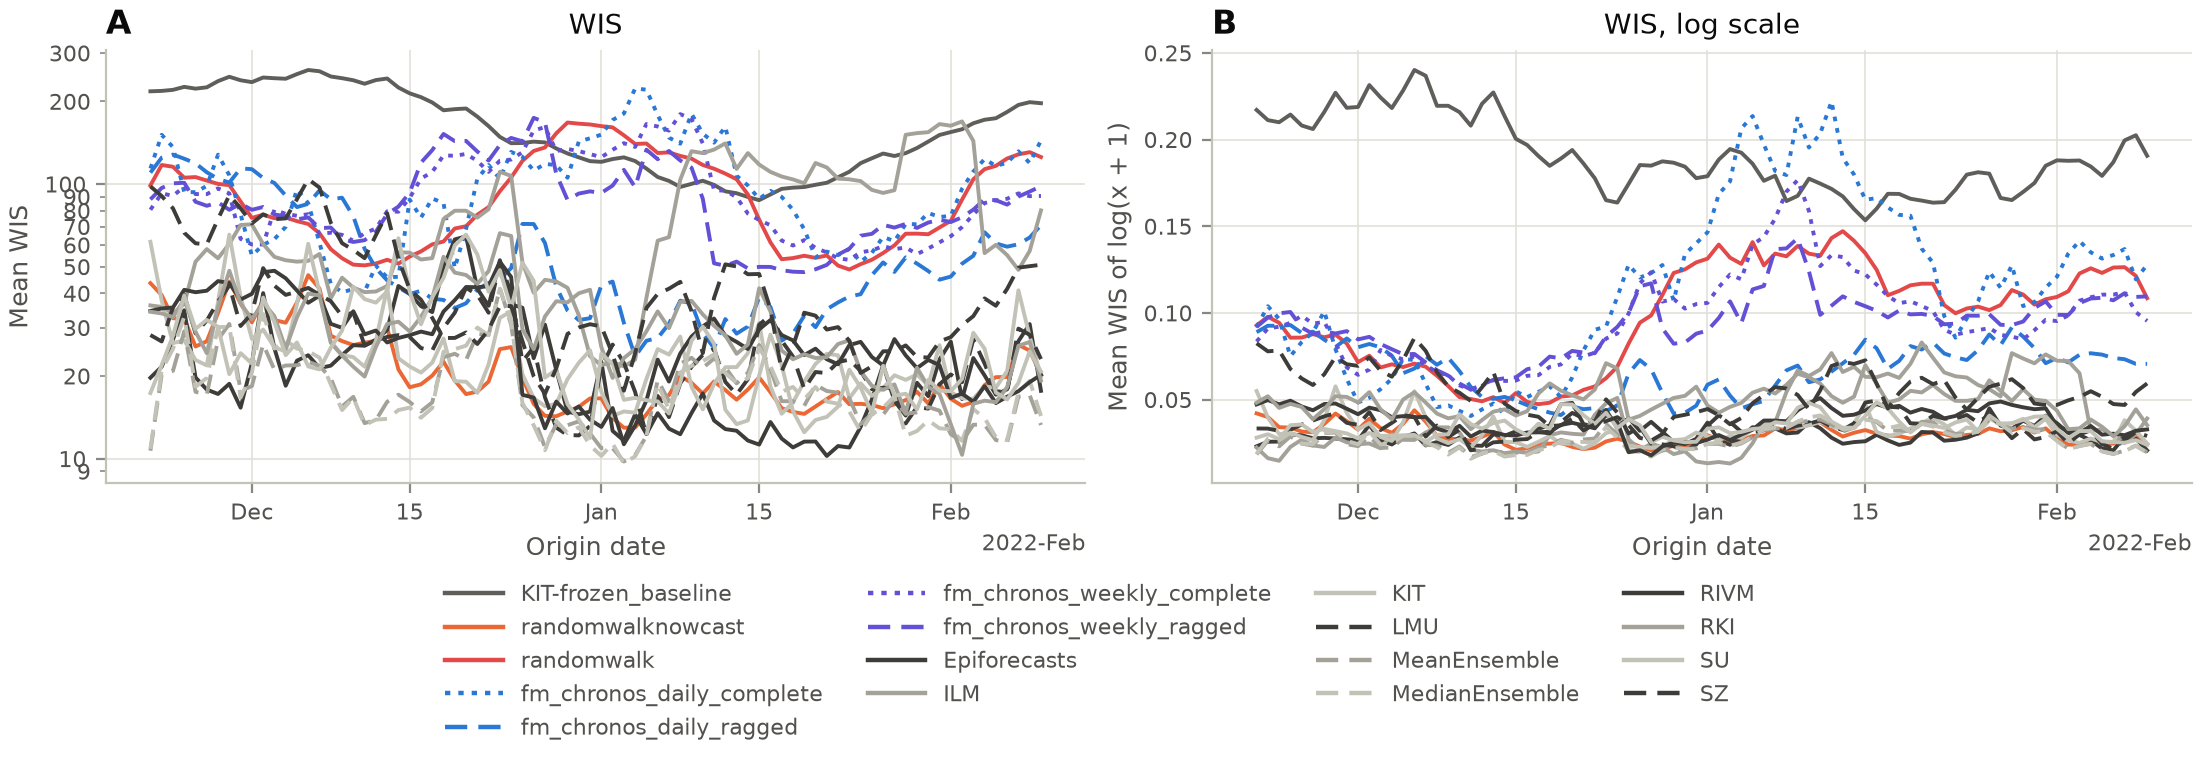 A
WIS
B
WIS, log scale
Mean WIS
300
200
100
90
80
70
60
50
40
30
20
10
9
Dec
15
Jan
15
Feb
2022-Feb
Origin date
Mean WIS of log(x + 1)
0.25
0.20
0.15
0.10
0.05
Dec
15
Jan
15
Feb
2022-Feb
Origin date
KIT-frozen_baseline
randomwalknowcast
randomwalk
fm_chronos_daily_complete
fm_chronos_daily_ragged
fm_chronos_weekly_complete
fm_chronos_weekly_ragged
Epiforecasts
ILM
KIT
LMU
MeanEnsemble
MedianEnsemble
RIVM
RKI
SU
SZ